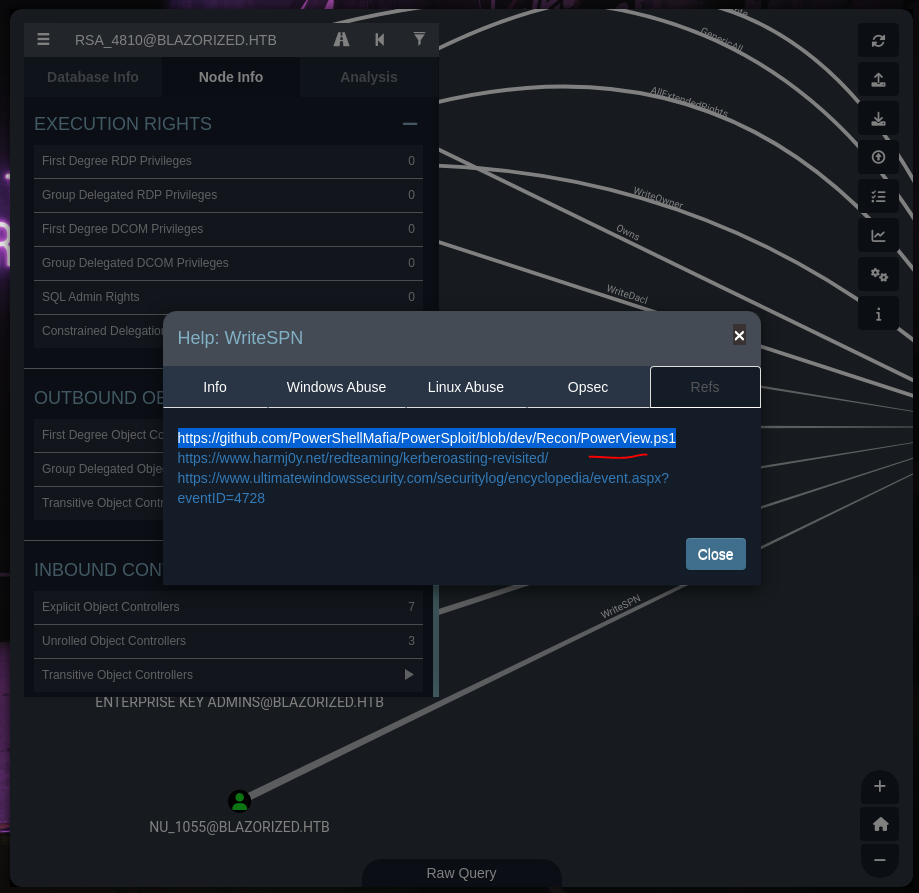 RSA_4810@BLAZORIZED.HTB
Database Info
Node Info
Analysis
EXECUTION RIGHTS
First Degree RDP Privileges 0
Group Delegated RDP Privileges 0
First Degree DCOM Privileges 0
Group Delegated DCOM Privileges 0
SQL Admin Rights 0
Constrained Delegation
OUTBOUND
First Degree Object
Group Delegated
Transitive Object
INBOUND
Explicit Object Controllers 7
Unrolled Object Controllers 3
Transitive Object Controllers
GenericAll
AllExtendedRights
WriteOwner
Owns
WriteDacl
Help: WriteSPN
×
Info
Windows Abuse
Linux Abuse
Opsec
Refs
https://github.com/PowerShellMafia/PowerSploit/blob/dev/Recon/PowerView.ps1
https://www.harmj0y.net/redteaming/kerberoasting-revisited/
https://www.ultimatewindowssecurity.com/securitylog/encyclopedia/event.aspx?
eventID=4728
Close
WriteSPN
ENTERPRISE KEY ADMINS@BLAZORIZED.HTB
NU_1055@BLAZORIZED.HTB
Raw Query